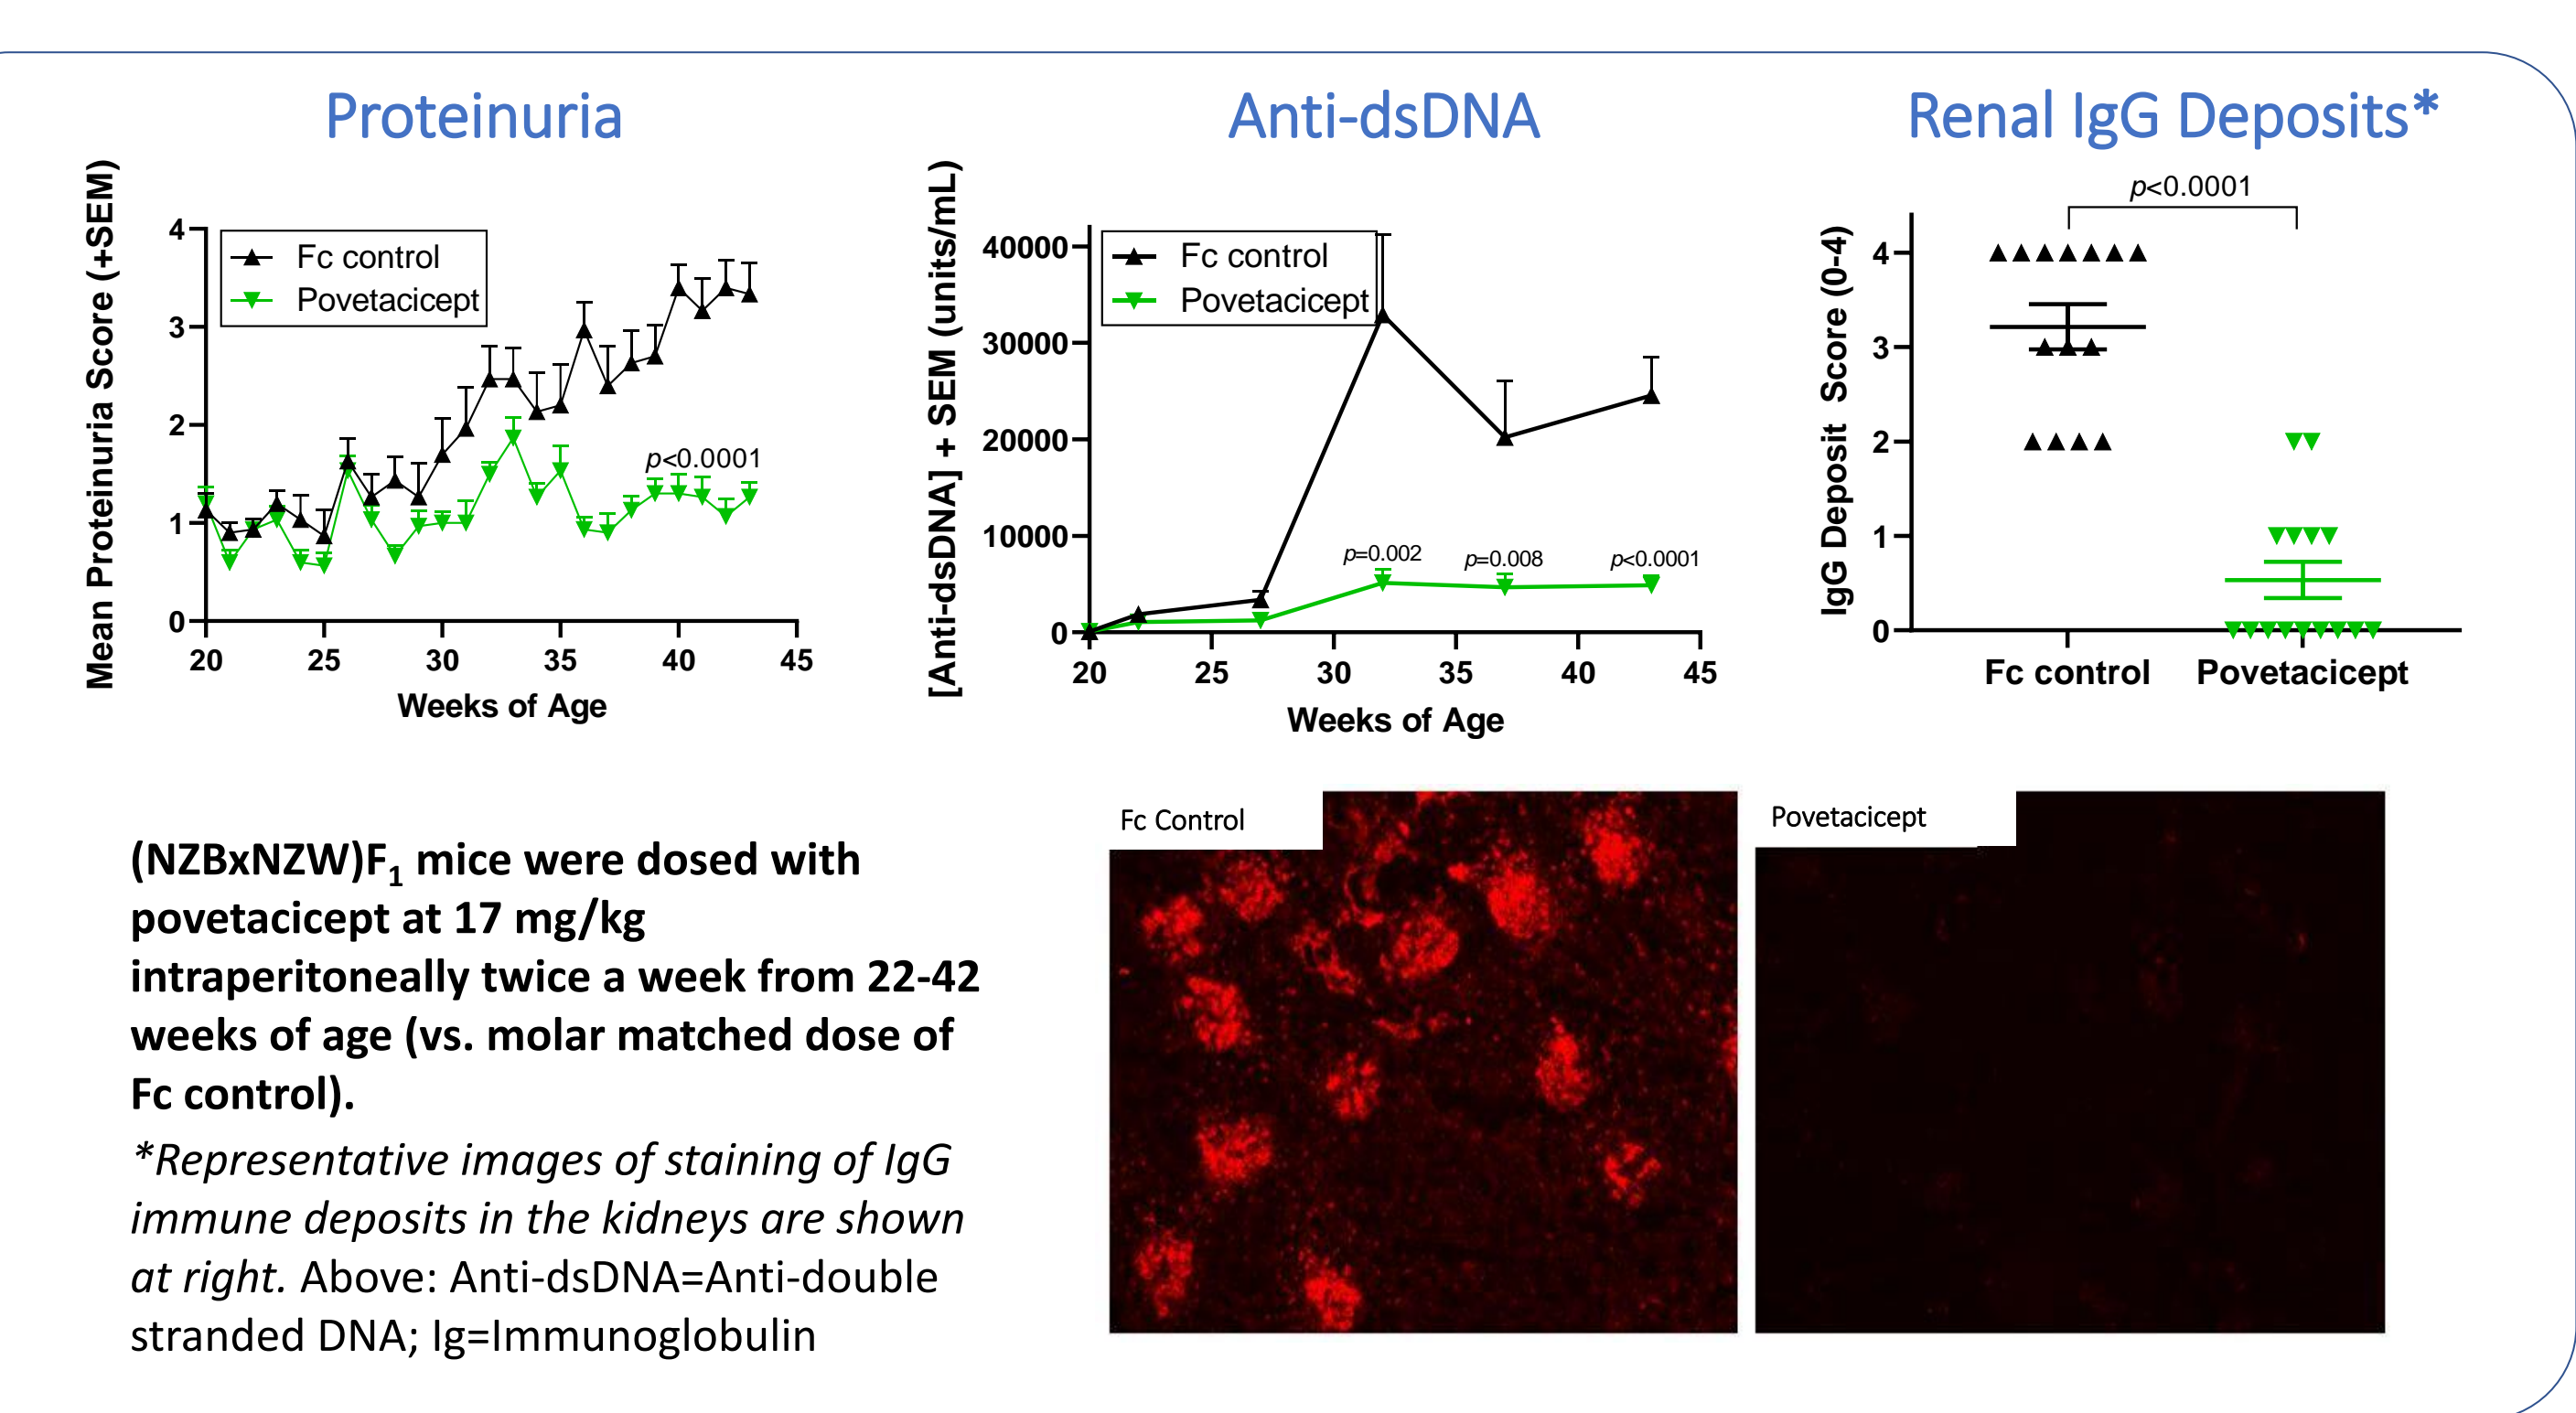 Proteinuria
Mean Proteinuria Score (+SEM)
4
3
2
1
0
Fc control
Povetacicept
p<0.0001
20 25 30 35 40 45
Weeks of Age
Anti-dsDNA
[Anti-dsDNA] + SEM (units/mL)
40000
30000
20000
10000
0
Fc control
Povetacicept
p=0.002 p=0.008 p<0.0001
20 25 30 35 40 45
Weeks of Age
Renal IgG Deposits*
p<0.0001
IgG Deposit Score (0-4)
4
3
2
1
0
Fc control Povetacicept
(NZBxNZW)F₁ mice were dosed with
povetacicept at 17 mg/kg
intraperitoneally twice a week from 22-42
weeks of age (vs. molar matched dose of
Fc control).
*Representative images of staining of IgG
immune deposits in the kidneys are shown
at right. Above: Anti-dsDNA=Anti-double
stranded DNA; Ig=Immunoglobulin
Fc Control
Povetacicept